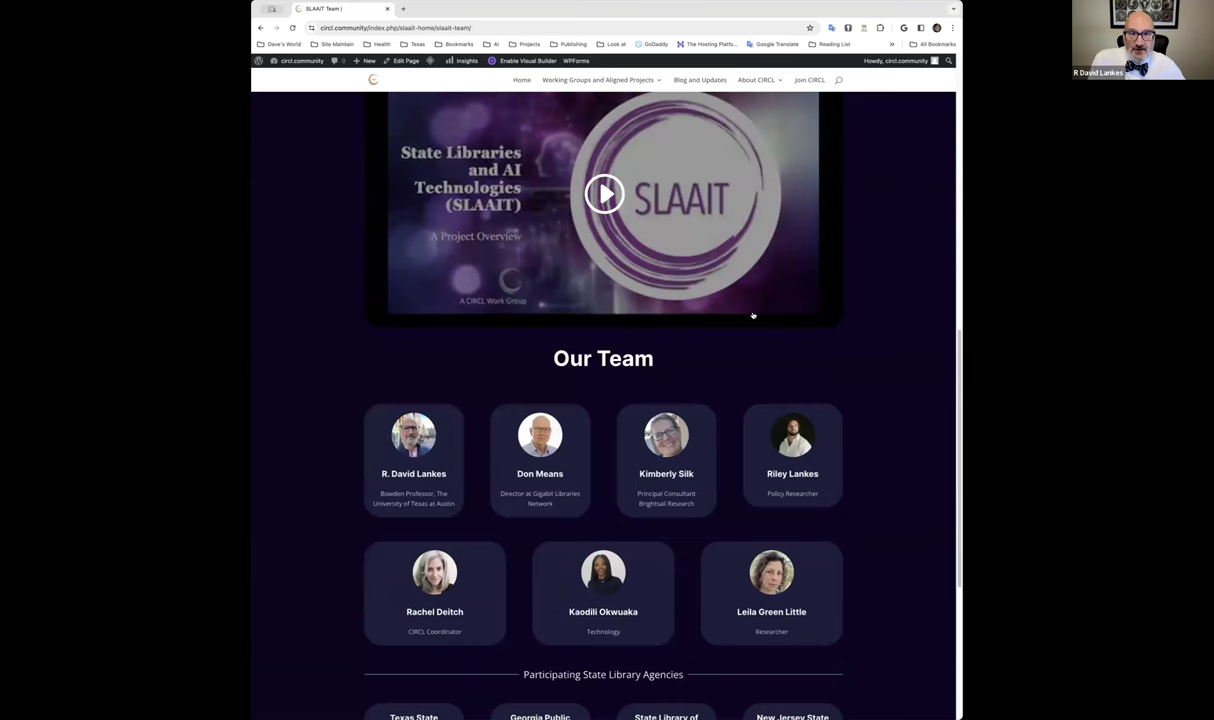 SLAAIT Team |
circl.community/index.php/slaait-home/slaait-team/
Dave's World
Site Maintain
Health
Texas
Bookmarks
AI
Projects
Publishing
Look at
GoDaddy
The Hosting Platfo...
Google Translate
Reading List
»
All Bookmarks
circl.community
0
+ New
Edit Page
Insights
Enable Visual Builder
WPForms
Howdy, circl.community
Home
Working Groups and Aligned Projects
Blog and Updates
About CIRCL
Join CIRCL
R David Lankes
State Libraries
and AI
Technologies
(SLAAIT)
A Project Overview
A CIRCL Work Group
SLAAIT
Our Team
R. David Lankes
Bowden Professor, The
University of Texas at Austin
Don Means
Director at Gigabit Libraries
Network
Kimberly Silk
Principal Consultant
Brightsail Research
Riley Lankes
Policy Researcher
Rachel Deitch
CIRCL Coordinator
Kaodili Okwuaka
Technology
Leila Green Little
Researcher
Participating State Library Agencies
Texas State
Georgia Public
State Library of
New Jersey State